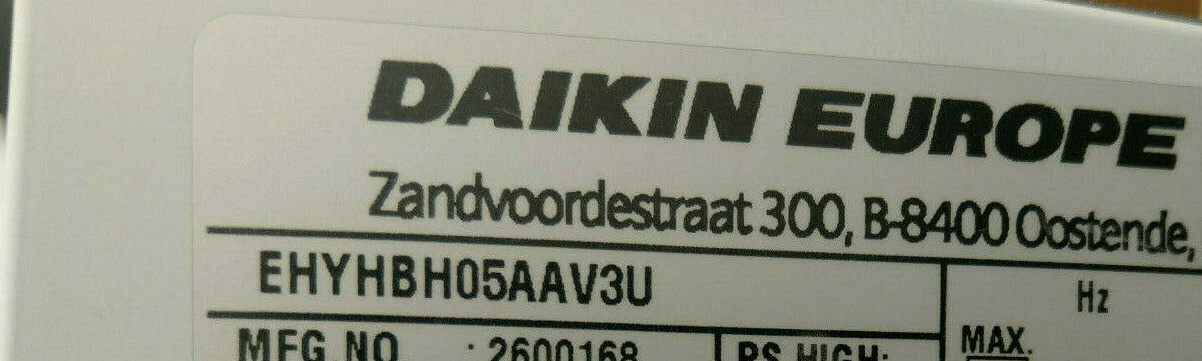 DAIKIN EUROPE
Zandvoordestraat 300, B-8400 Oostende,
EHYHBH05AAV3U Hz
MFG NO. : 2600168 PS HIGH: MAX.